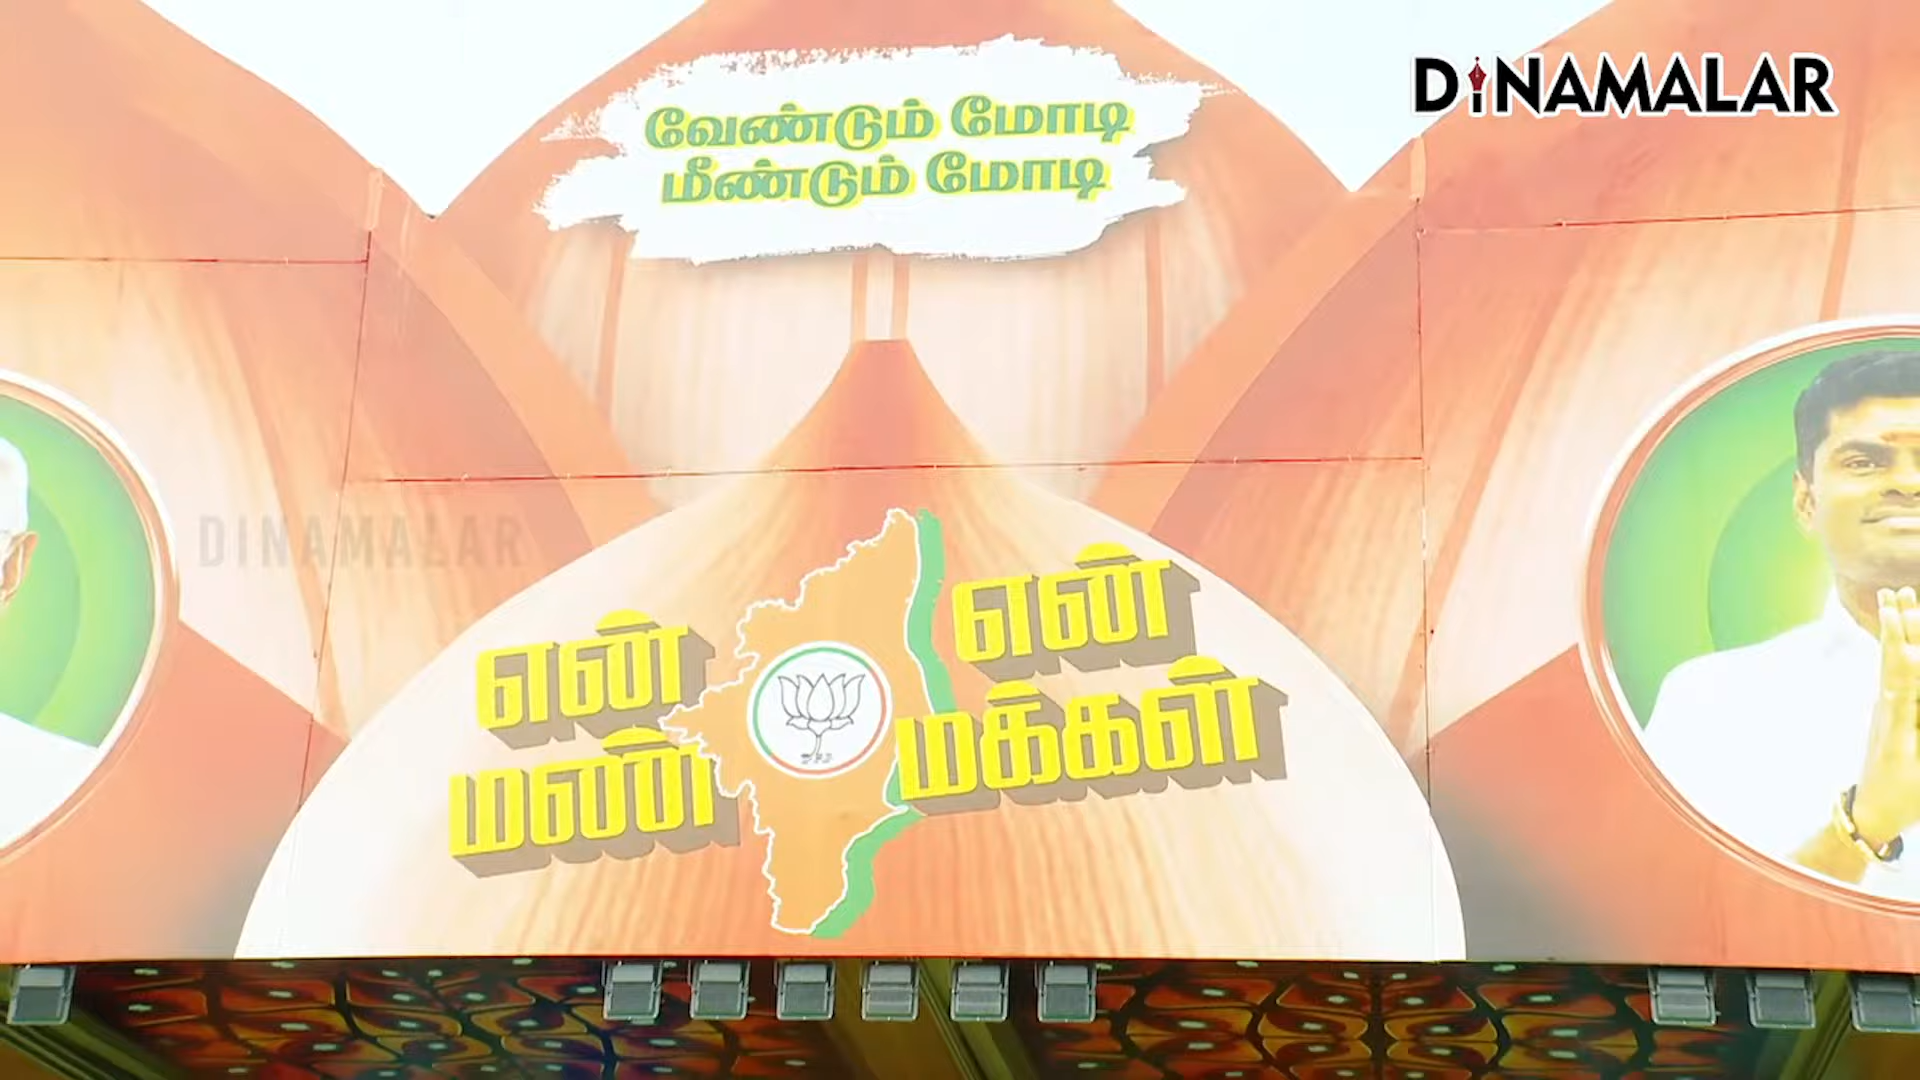 DINAMALAR
வேண்டும் மோடி
மீண்டும் மோடி
DINAMALAR
என் மண்
என் மக்கள்